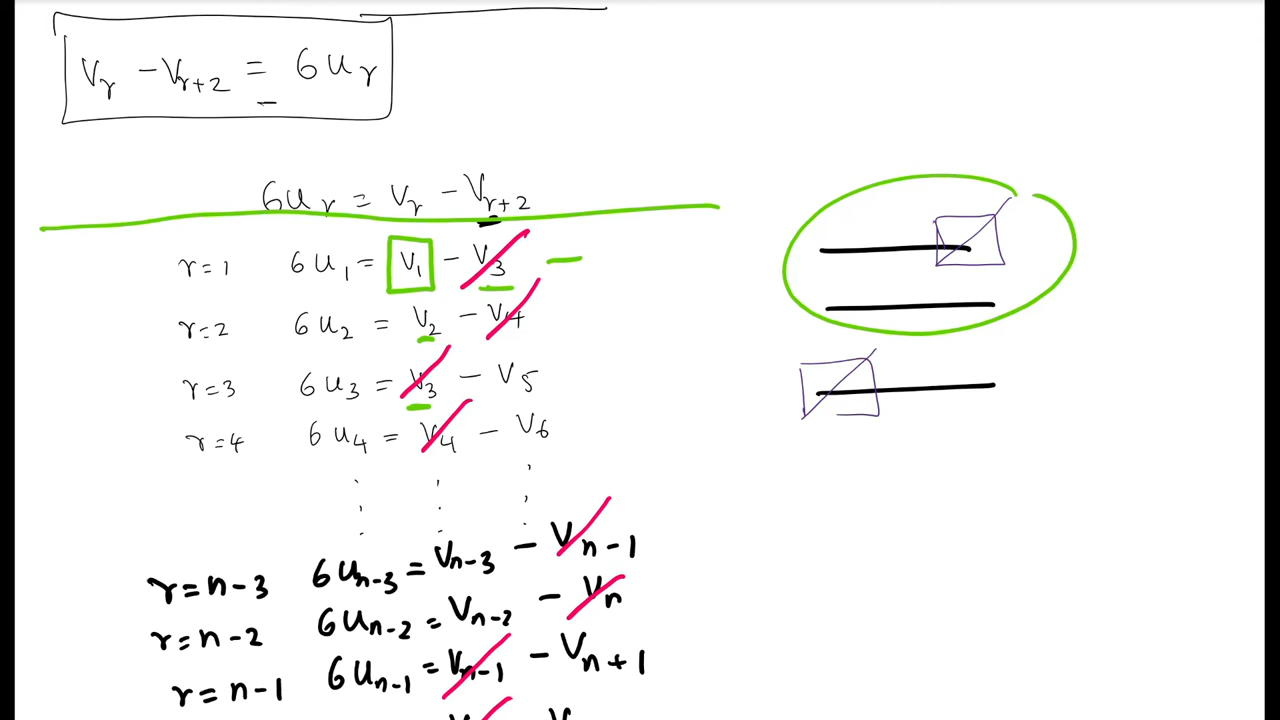 Vr - Vr+2 = 6Ur
6Ur = Vr - Vr+2
r=1 6U1 = V1 - V3
r=2 6U2 = V2 - V4
r=3 6U3 = V3 - V5
r=4 6U4 = V4 - V6
r=n-3 6Un-3 = Vn-3 - Vn-1
r=n-2 6Un-2 = Vn-2 - Vn
r=n-1 6Un-1 = Vn-1 - Vn+1